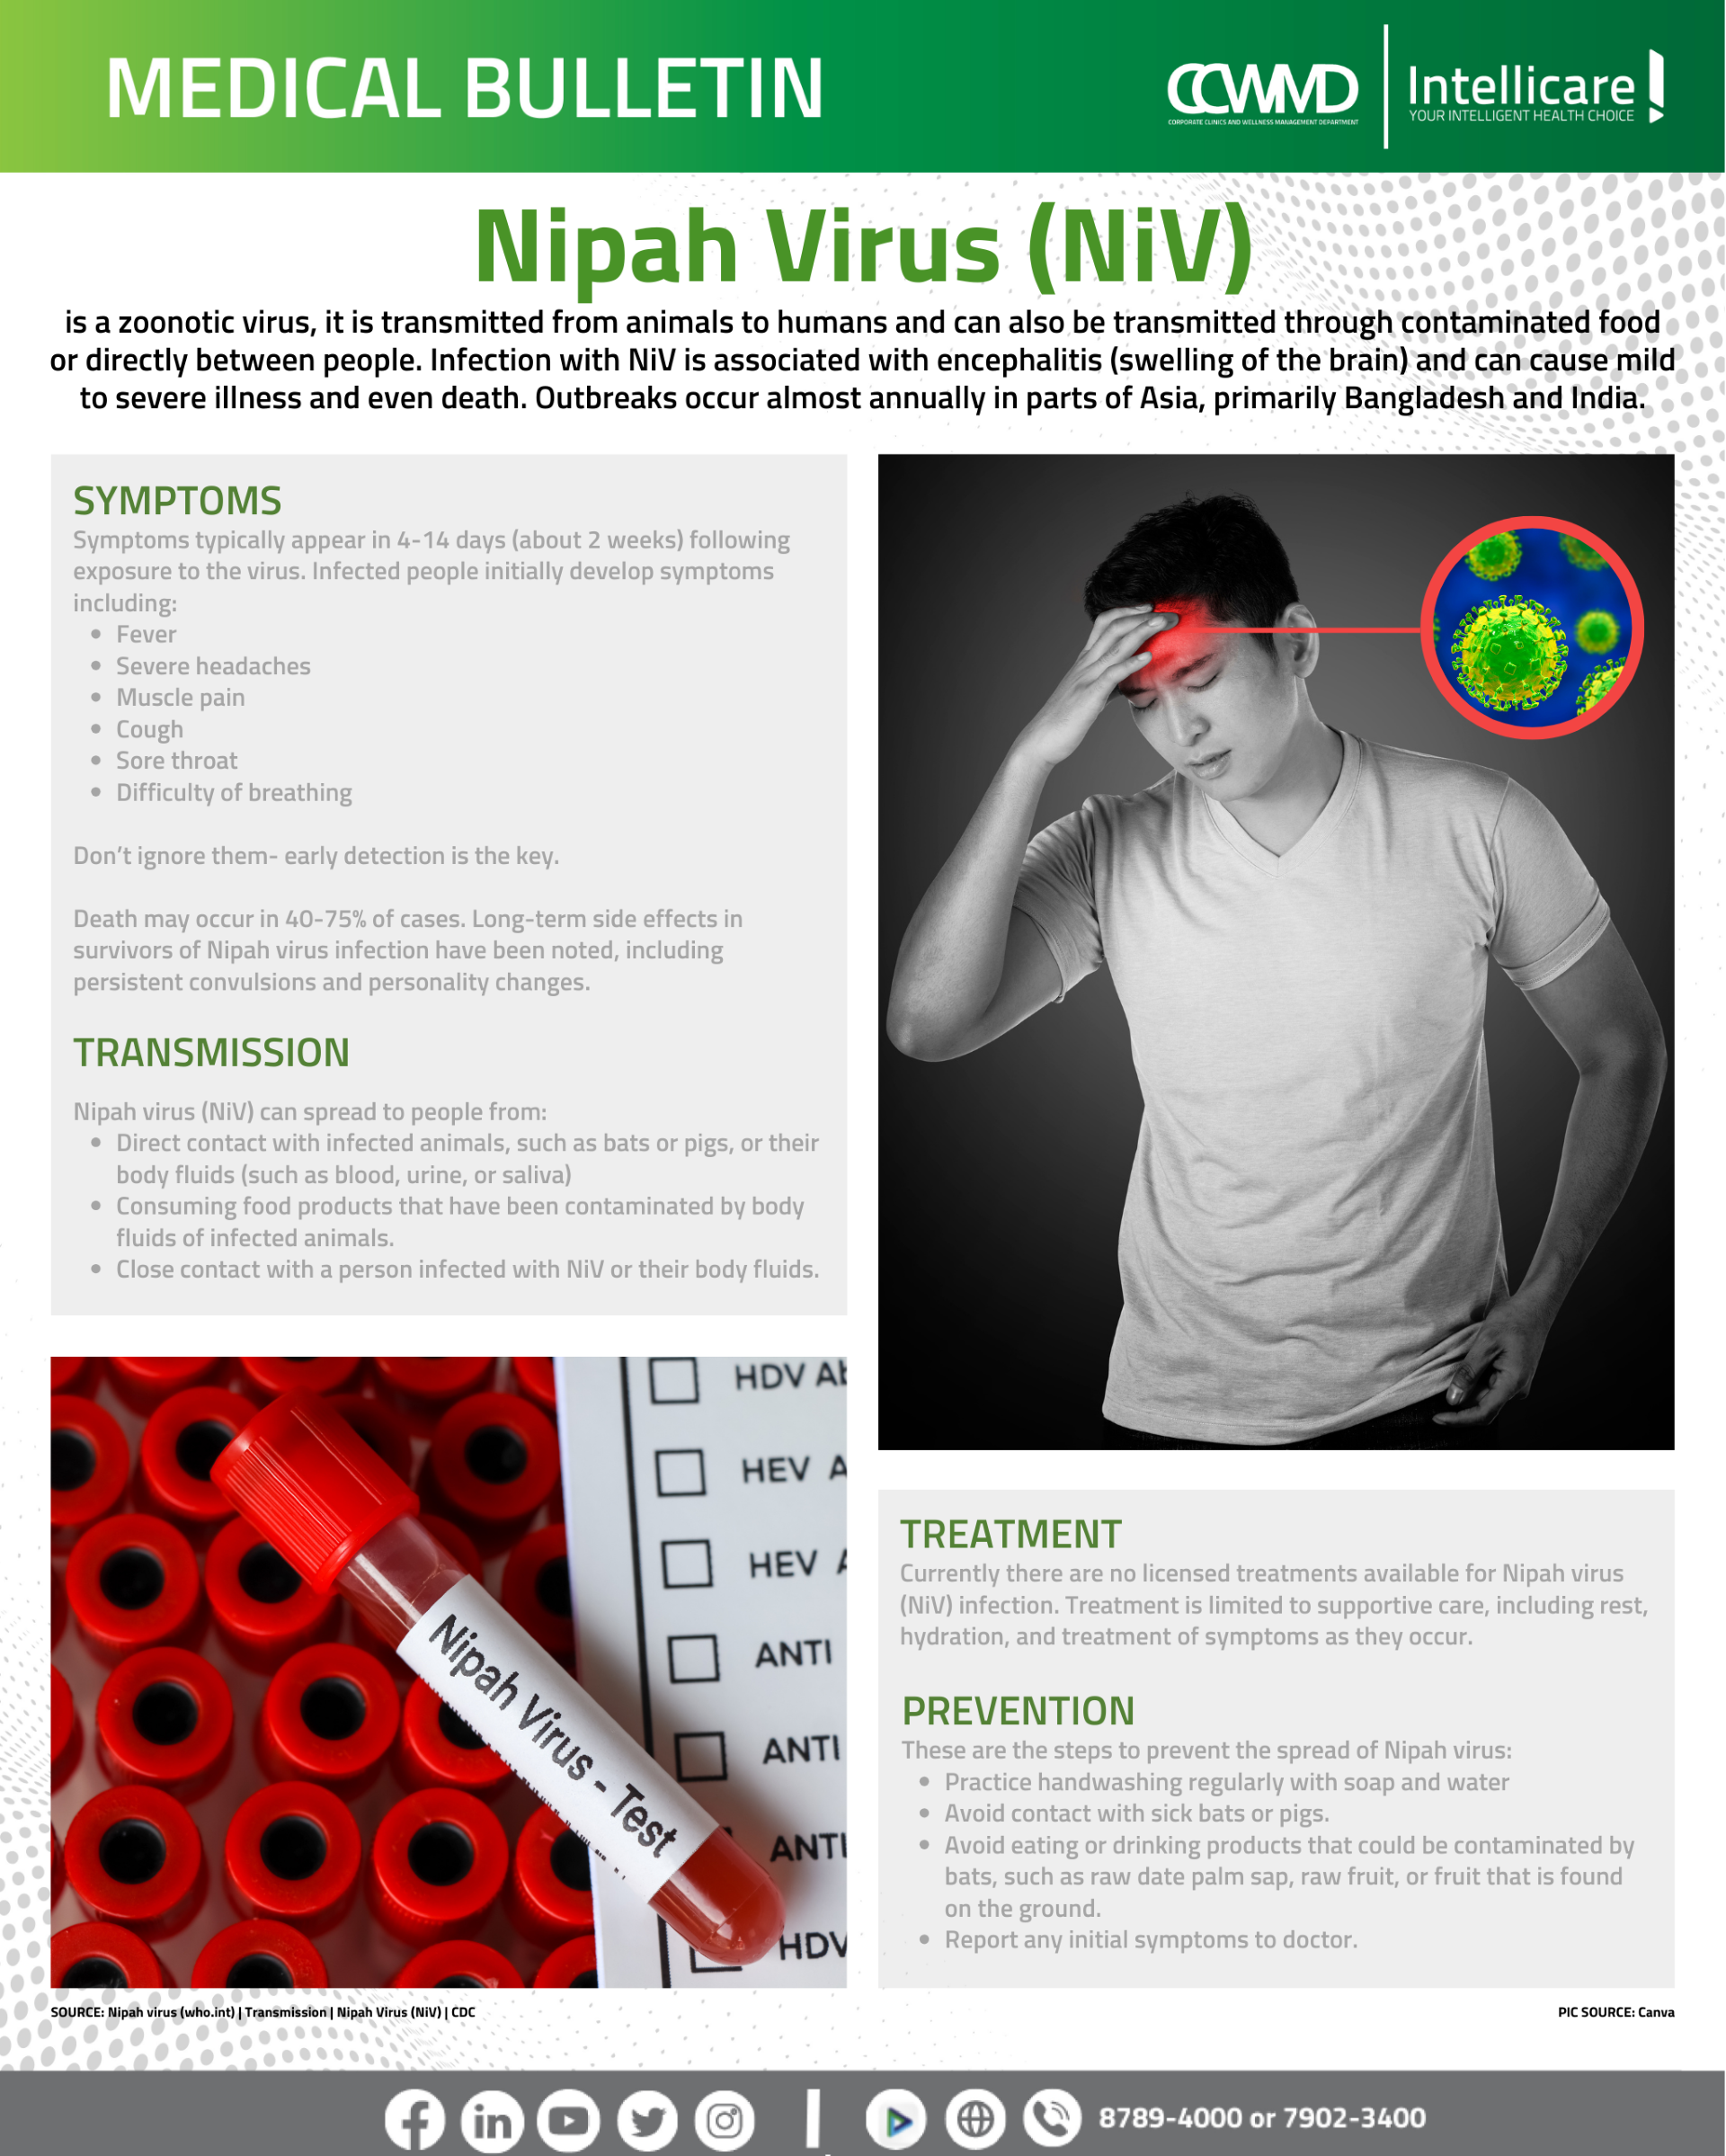 MEDICAL BULLETIN
CCWMD
CORPORATE CLINICS AND WELLNESS MANAGEMENT DEPARTMENT
Intellicare
YOUR INTELLIGENT HEALTH CHOICE
Nipah Virus (NiV)
is a zoonotic virus, it is transmitted from animals to humans and can also be transmitted through contaminated food
or directly between people. Infection with NiV is associated with encephalitis (swelling of the brain) and can cause mild
to severe illness and even death. Outbreaks occur almost annually in parts of Asia, primarily Bangladesh and India.
SYMPTOMS
Symptoms typically appear in 4-14 days (about 2 weeks) following
exposure to the virus. Infected people initially develop symptoms
including:
• Fever
• Severe headaches
• Muscle pain
• Cough
• Sore throat
• Difficulty of breathing
Don't ignore them- early detection is the key.
Death may occur in 40-75% of cases. Long-term side effects in
survivors of Nipah virus infection have been noted, including
persistent convulsions and personality changes.
TRANSMISSION
Nipah virus (NiV) can spread to people from:
• Direct contact with infected animals, such as bats or pigs, or their
body fluids (such as blood, urine, or saliva)
• Consuming food products that have been contaminated by body
fluids of infected animals.
• Close contact with a person infected with NiV or their body fluids.
HDV Ab
HEV A
HEV A
ANTI
ANTI
ANTI
HDV
Nipah Virus - Test
TREATMENT
Currently there are no licensed treatments available for Nipah virus
(NiV) infection. Treatment is limited to supportive care, including rest,
hydration, and treatment of symptoms as they occur.
PREVENTION
These are the steps to prevent the spread of Nipah virus:
• Practice handwashing regularly with soap and water
• Avoid contact with sick bats or pigs.
• Avoid eating or drinking products that could be contaminated by
bats, such as raw date palm sap, raw fruit, or fruit that is found
on the ground.
• Report any initial symptoms to doctor.
SOURCE: Nipah virus (who.int) | Transmission | Nipah Virus (NiV) | CDC
PIC SOURCE: Canva
8789-4000 or 7902-3400